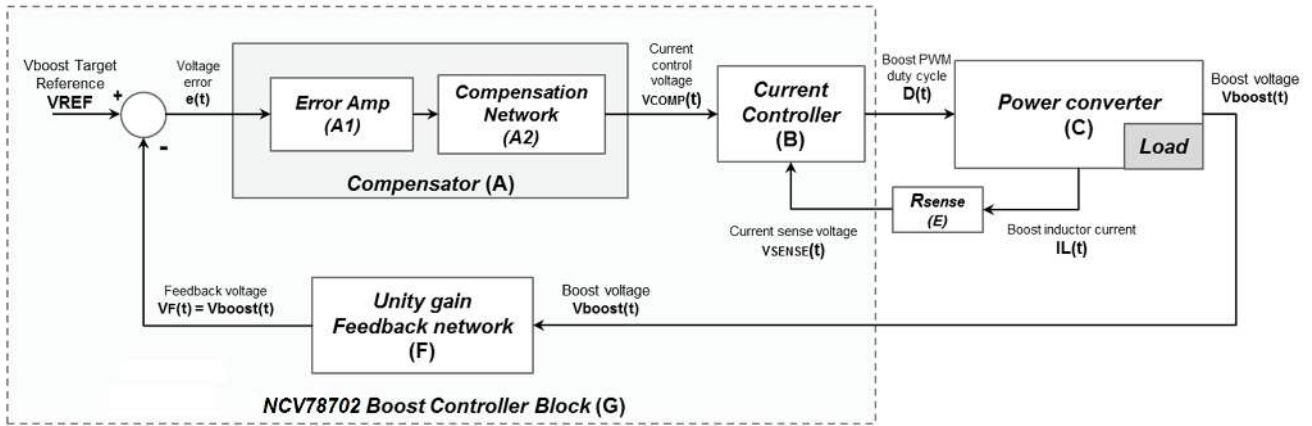 Vboost Target
Reference
VREF
+
-
Voltage
error
e(t)
Error Amp
(A1)
Compensation
Network
(A2)
Compensator (A)
Current
control
voltage
VCOMP(t)
Current
Controller
(B)
Boost PWM
duty cycle
D(t)
Power converter
(C)
Load
Boost voltage
Vboost(t)
Rsense
(E)
Current sense voltage
VSENSE(t)
Boost inductor current
IL(t)
Feedback voltage
VF(t) = Vboost(t)
Unity gain
Feedback network
(F)
Boost voltage
Vboost(t)
NCV78702 Boost Controller Block (G)